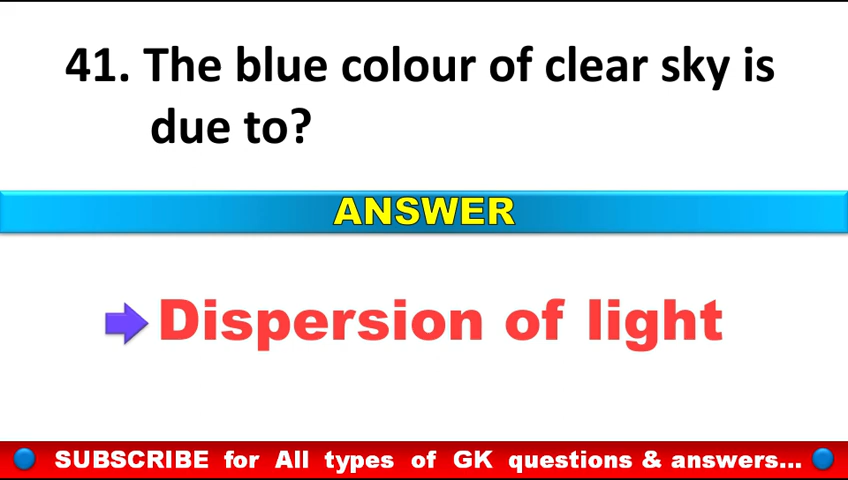 41. The blue colour of clear sky is
due to?
ANSWER
Dispersion of light
SUBSCRIBE for All types of GK questions & answers...